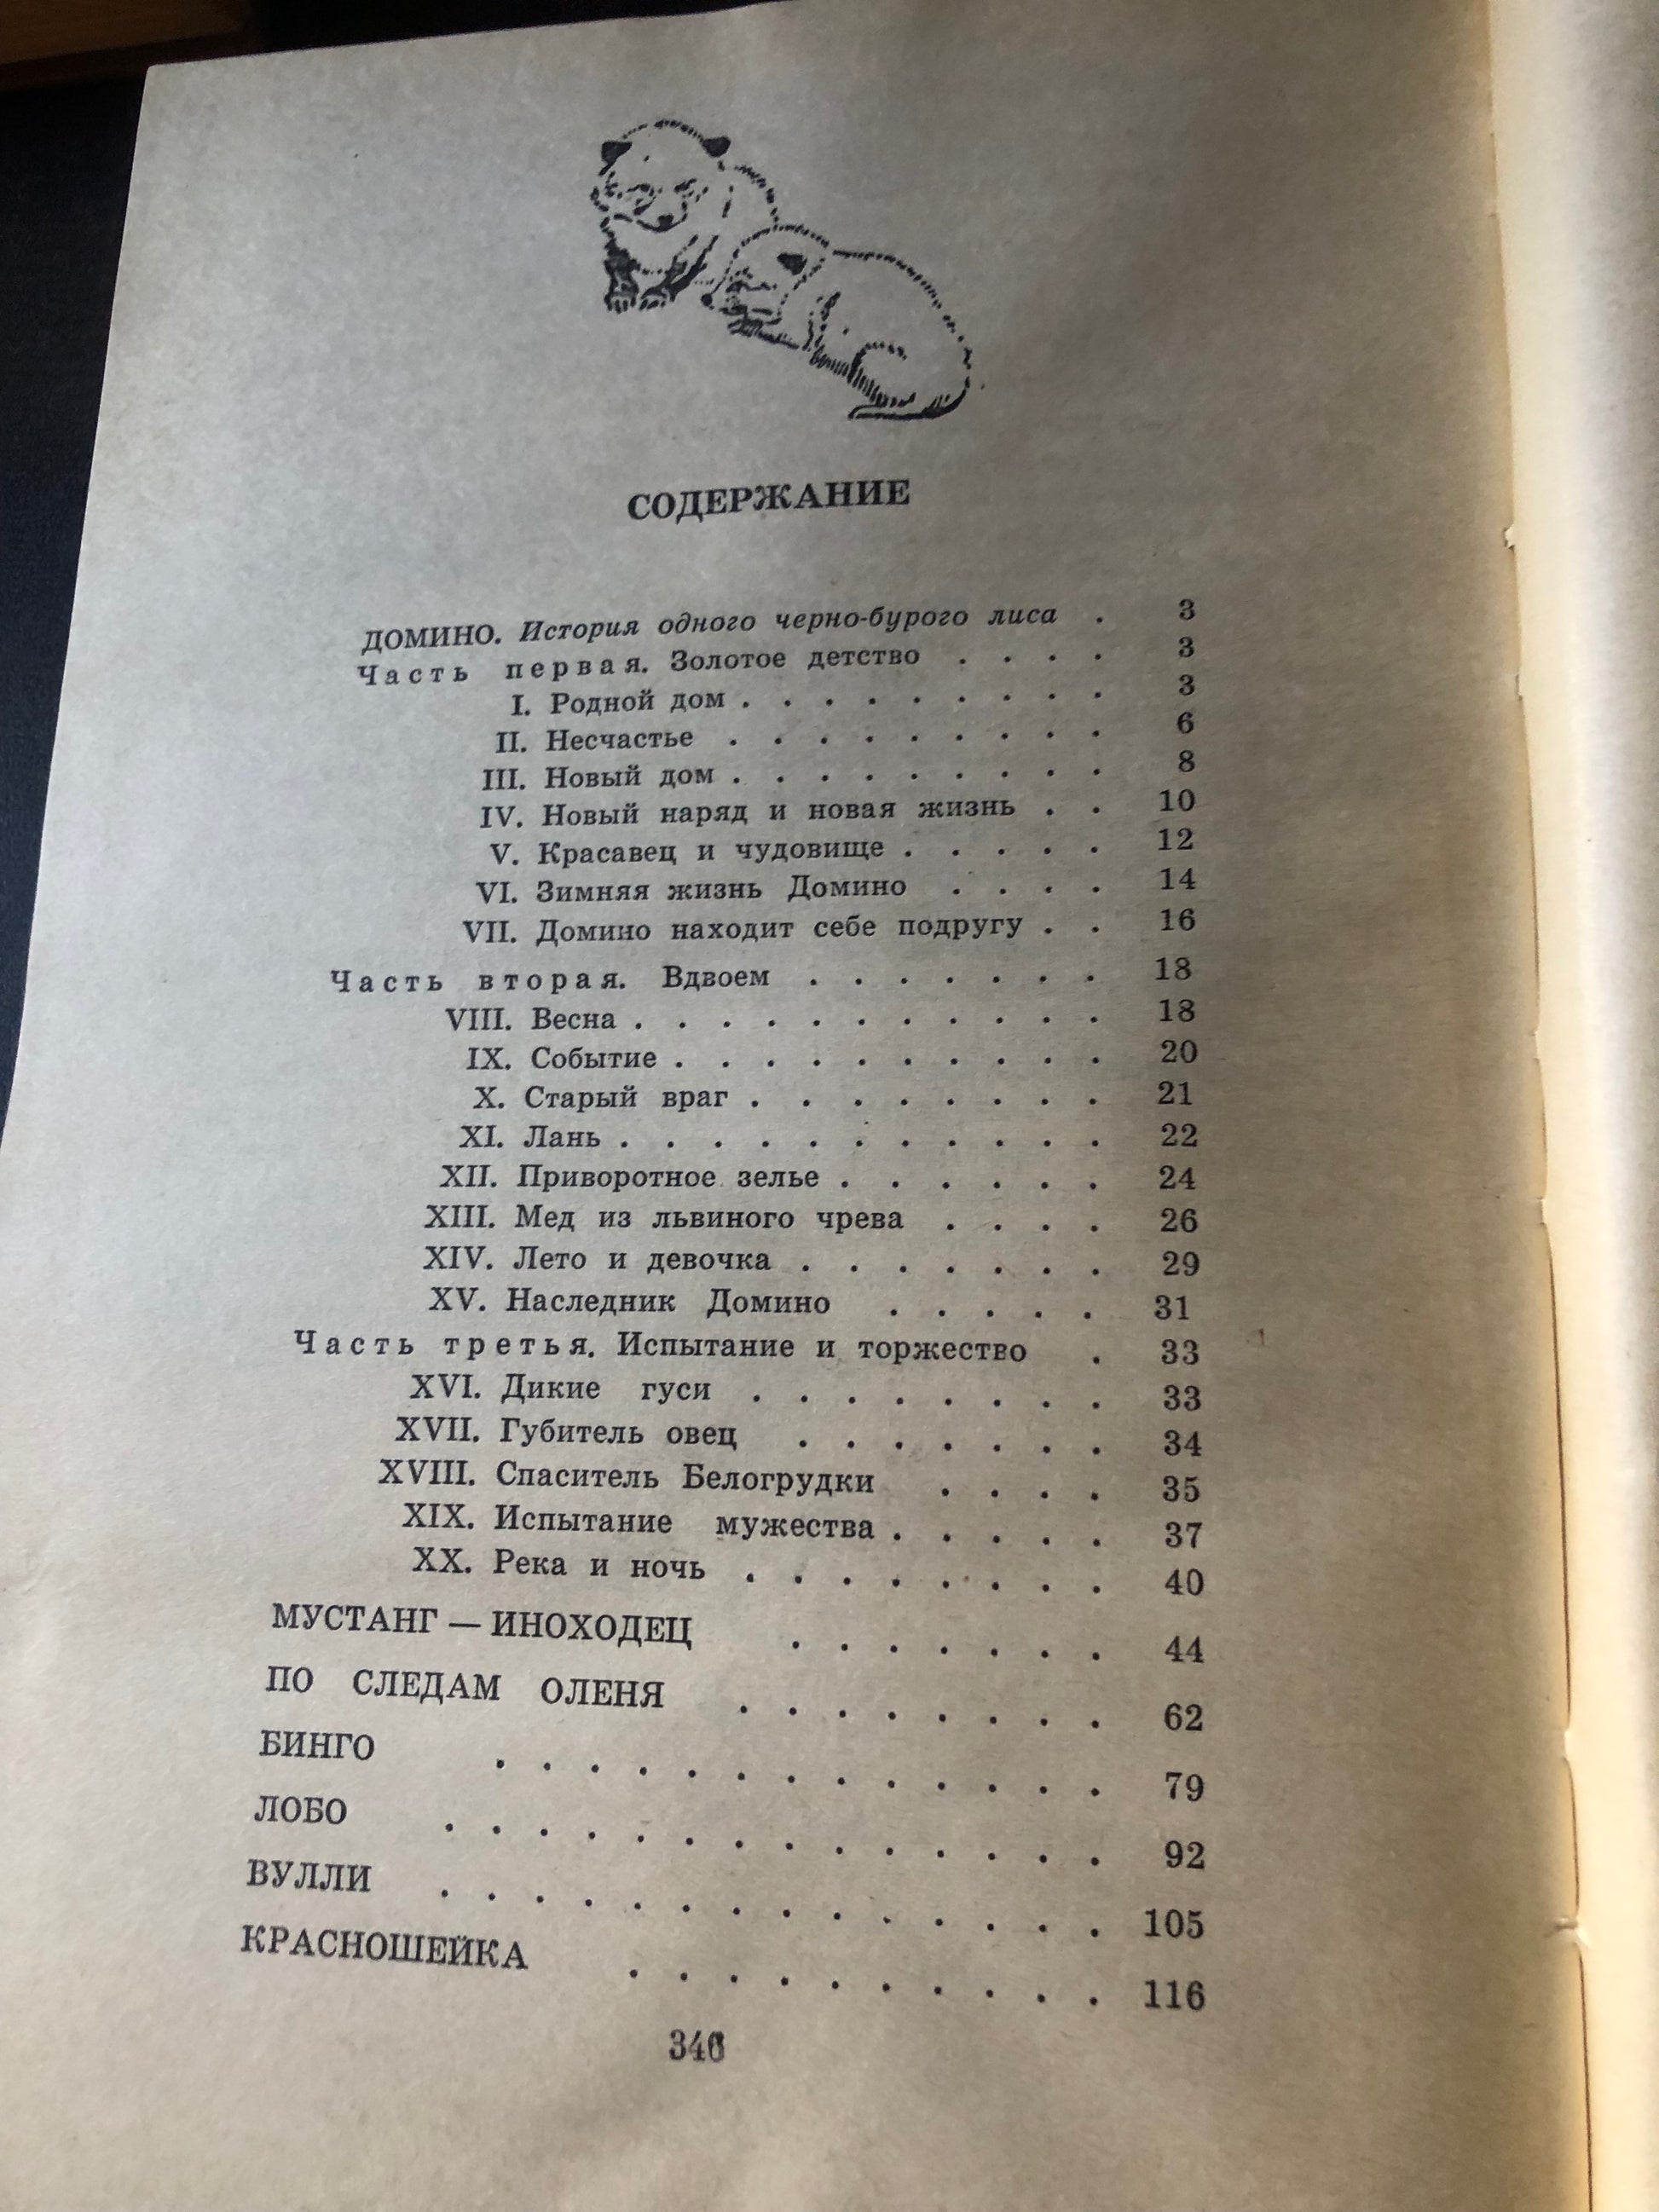 СОДЕРЖАНИЕ
ДОМИНО. История одного черно-бурого лиса . 3
Часть первая. Золотое детство . . . . 3
I. Родной дом . . . . . . . . . 3
II. Несчастье . . . . . . . . . 6
III. Новый дом . . . . . . . . . 8
IV. Новый наряд и новая жизнь . . 10
V. Красавец и чудовище . . . . . 12
VI. Зимняя жизнь Домино . . . . 14
VII. Домино находит себе подругу . . 16
Часть вторая. Вдвоем . . . . . . . 18
VIII. Весна . . . . . . . . . . . 18
IX. Событие . . . . . . . . . . 20
X. Старый враг . . . . . . . . 21
XI. Лань . . . . . . . . . . . 22
XII. Приворотное зелье . . . . . . 24
XIII. Мед из львиного чрева . . . . 26
XIV. Лето и девочка . . . . . . . 29
XV. Наследник Домино . . . . . 31
Часть третья. Испытание и торжество . 33
XVI. Дикие гуси . . . . . . . . 33
XVII. Губитель овец . . . . . . . 34
XVIII. Спаситель Белогрудки . . . . 35
XIX. Испытание мужества . . . . . 37
XX. Река и ночь . . . . . . . . 40
МУСТАНГ — ИНОХОДЕЦ . . . . . . . 44
ПО СЛЕДАМ ОЛЕНЯ . . . . . . . . 62
БИНГО . . . . . . . . . . . . . 79
ЛОБО . . . . . . . . . . . . . . 92
ВУЛЛИ . . . . . . . . . . . . . . 105
КРАСНОШЕЙКА . . . . . . . . . . 116